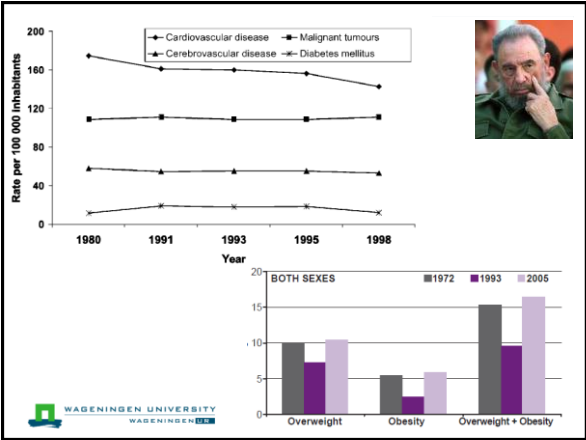 Cardiovascular disease
Malignant tumours
Cerebrovascular disease
Diabetes mellitus
Rate per 100 000 Inhabitants
200
160
120
80
40
0
1980 1991 1993 1995 1998
Year
BOTH SEXES
1972 1993 2005
20
15
10
5
0
Overweight Obesity Overweight + Obesity
WAGENINGEN UNIVERSITY
WAGENINGEN UR